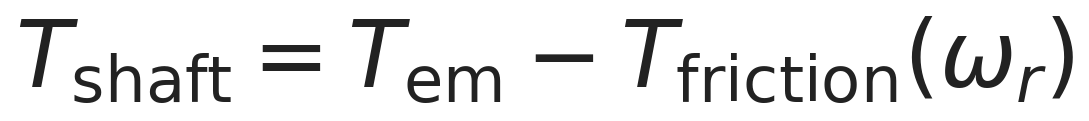 T_shaft = T_em − T_friction(ω_r)